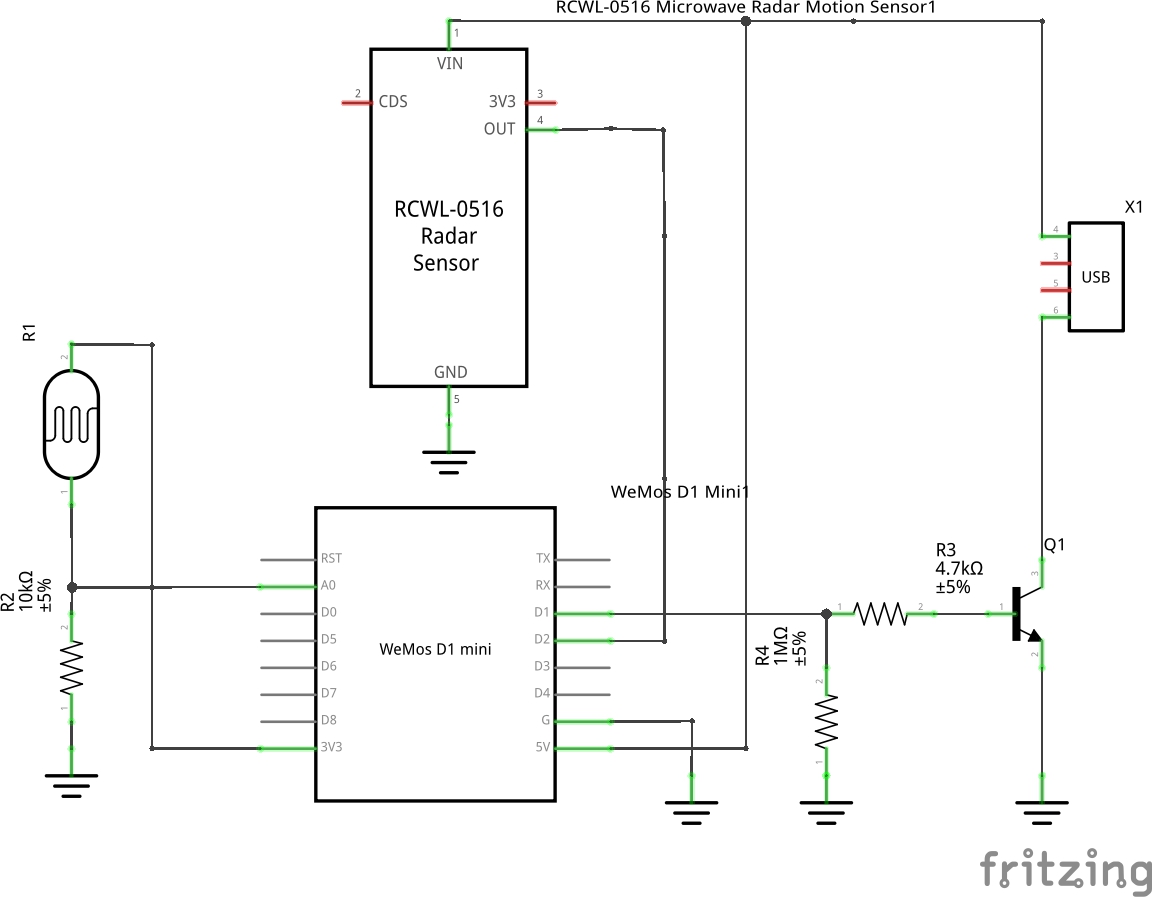 RCWL-0516 Microwave Radar Motion Sensor1
1
VIN
2
CDS
3V3
3
OUT
4
RCWL-0516
Radar
Sensor
GND
5
X1
4
3
5
6
USB
R1
2
1
R2
10kΩ
±5%
2
1
WeMos D1 Mini1
RST
A0
D0
D5
D6
D7
D8
3V3
WeMos D1 mini
TX
RX
D1
D2
D3
D4
G
5V
R4
1MΩ
±5%
2
1
R3
4.7kΩ
±5%
1
2
Q1
3
1
2
fritzing